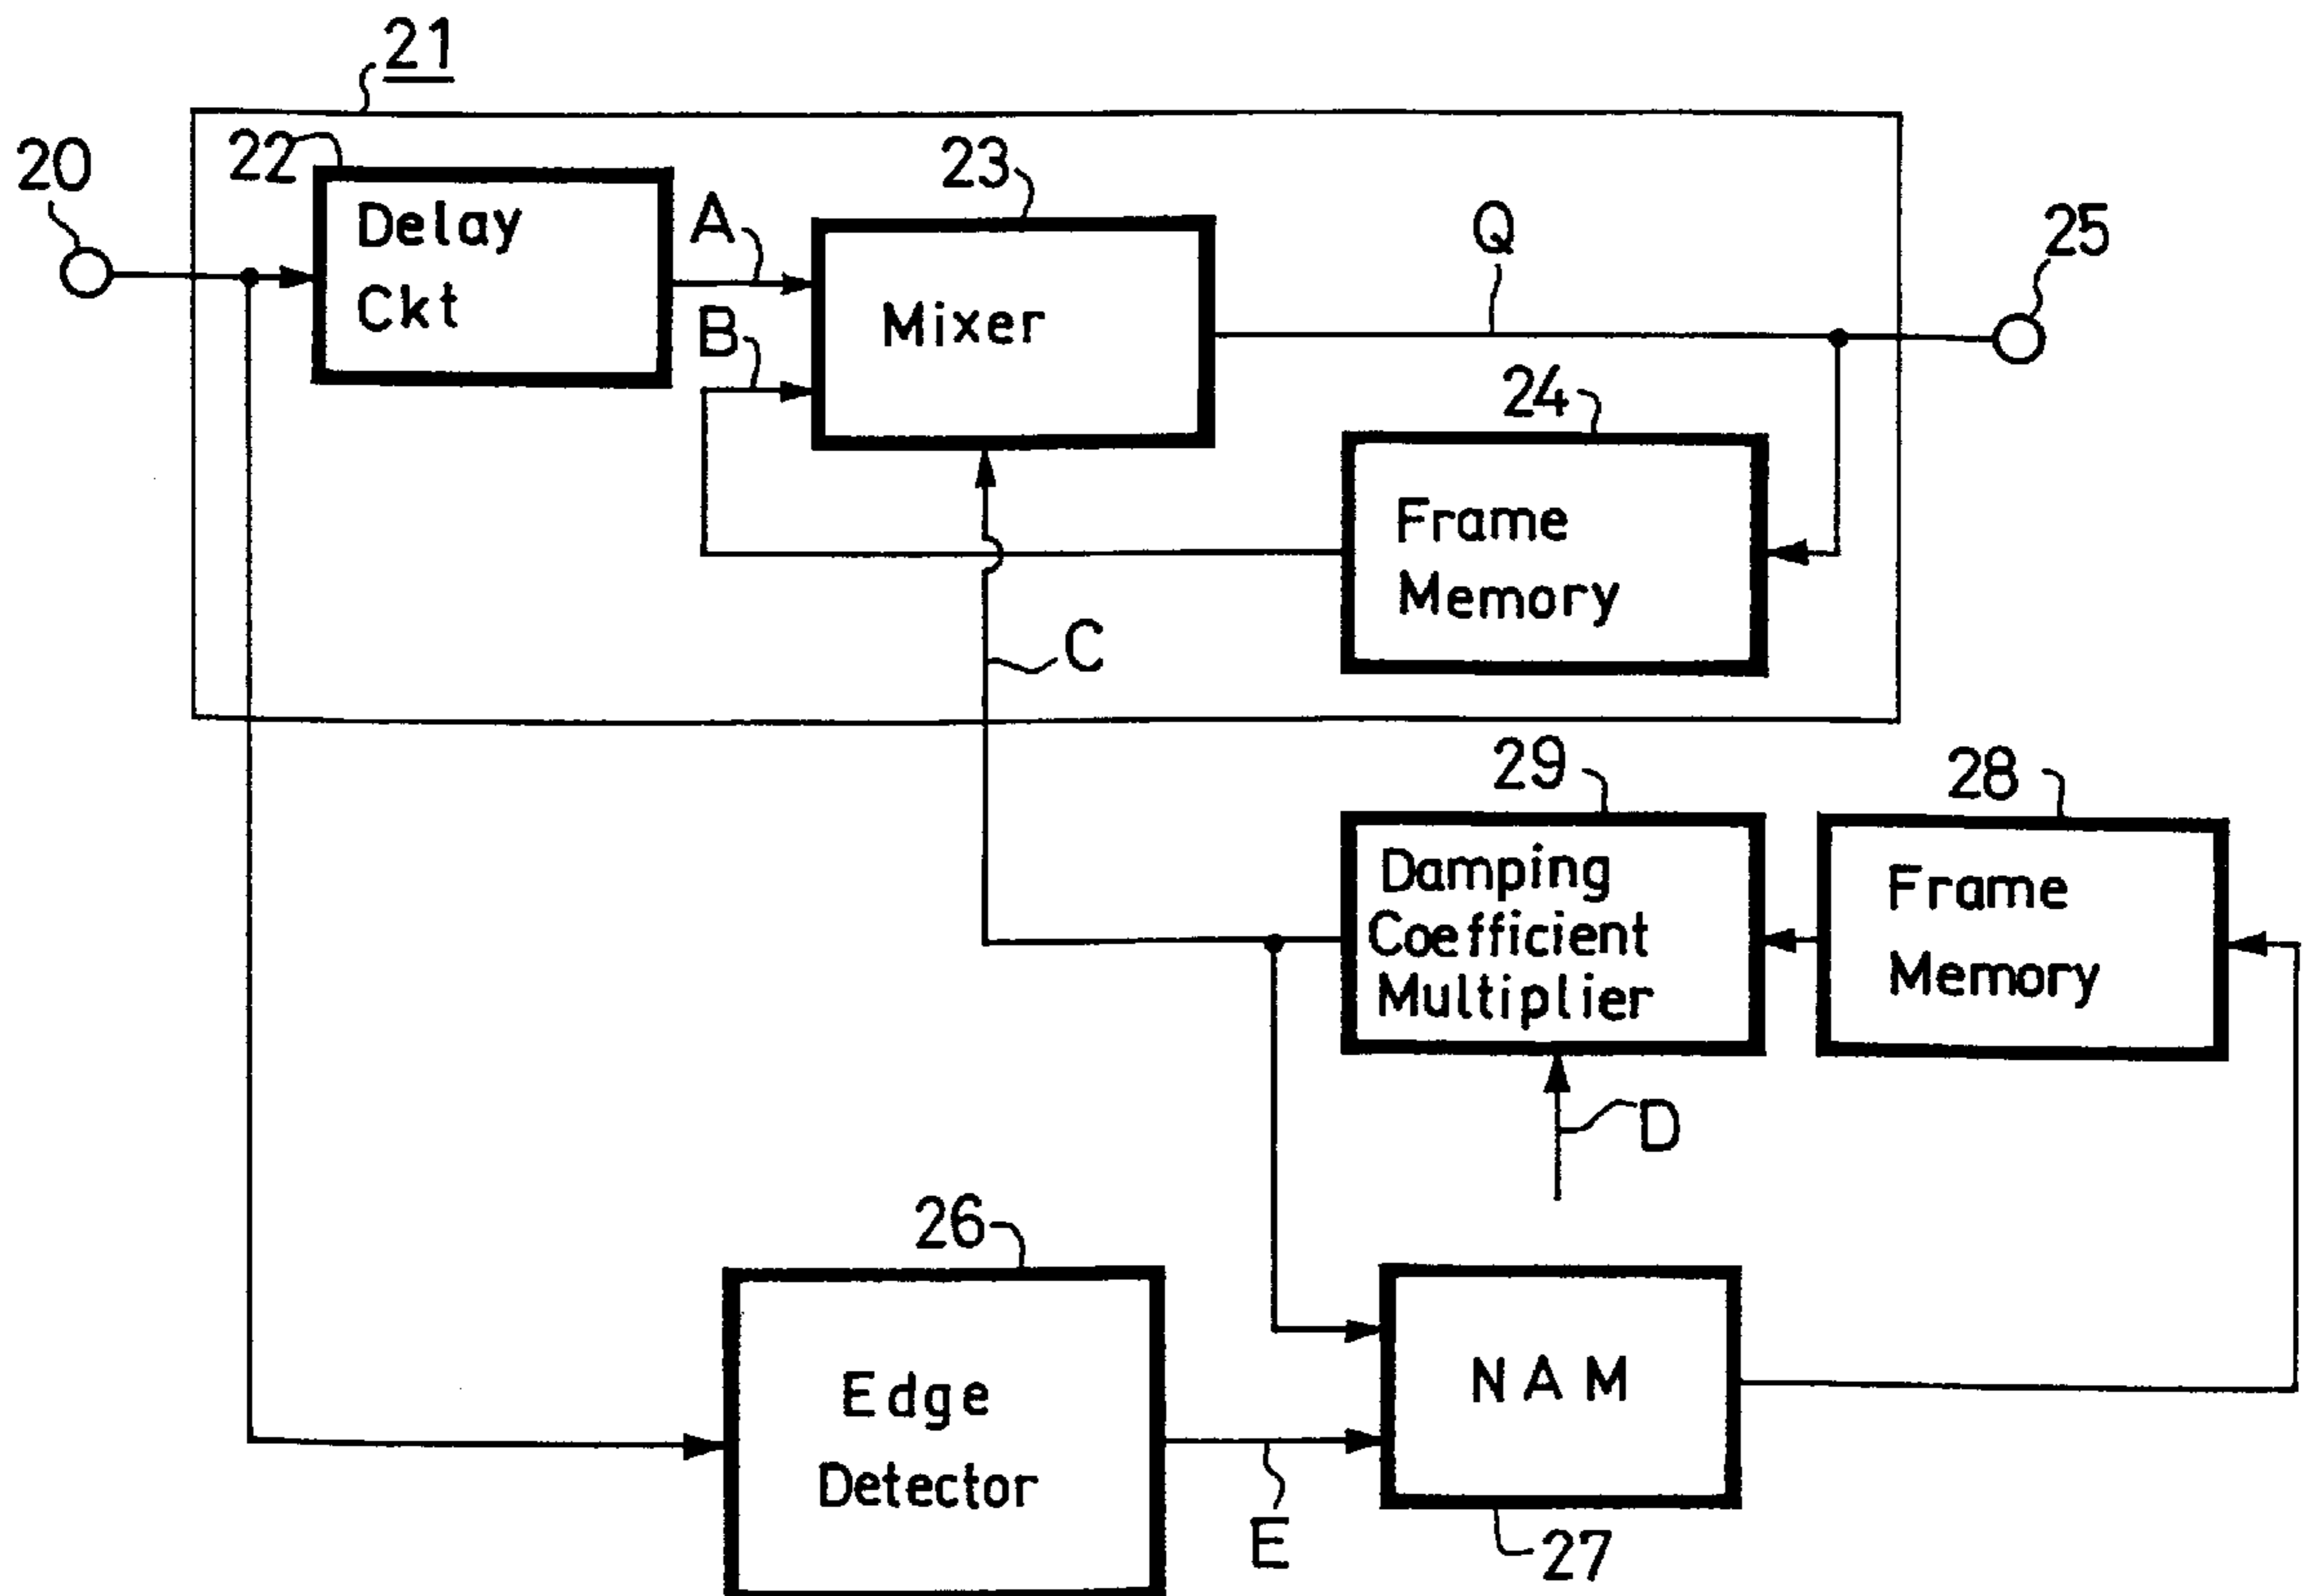 21
20
22
Delay
Ckt
A
B
23
Mixer
Q
25
24
Frame
Memory
C
29
Damping
Coefficient
Multiplier
28
Frame
Memory
D
26
Edge
Detector
E
NAM
27